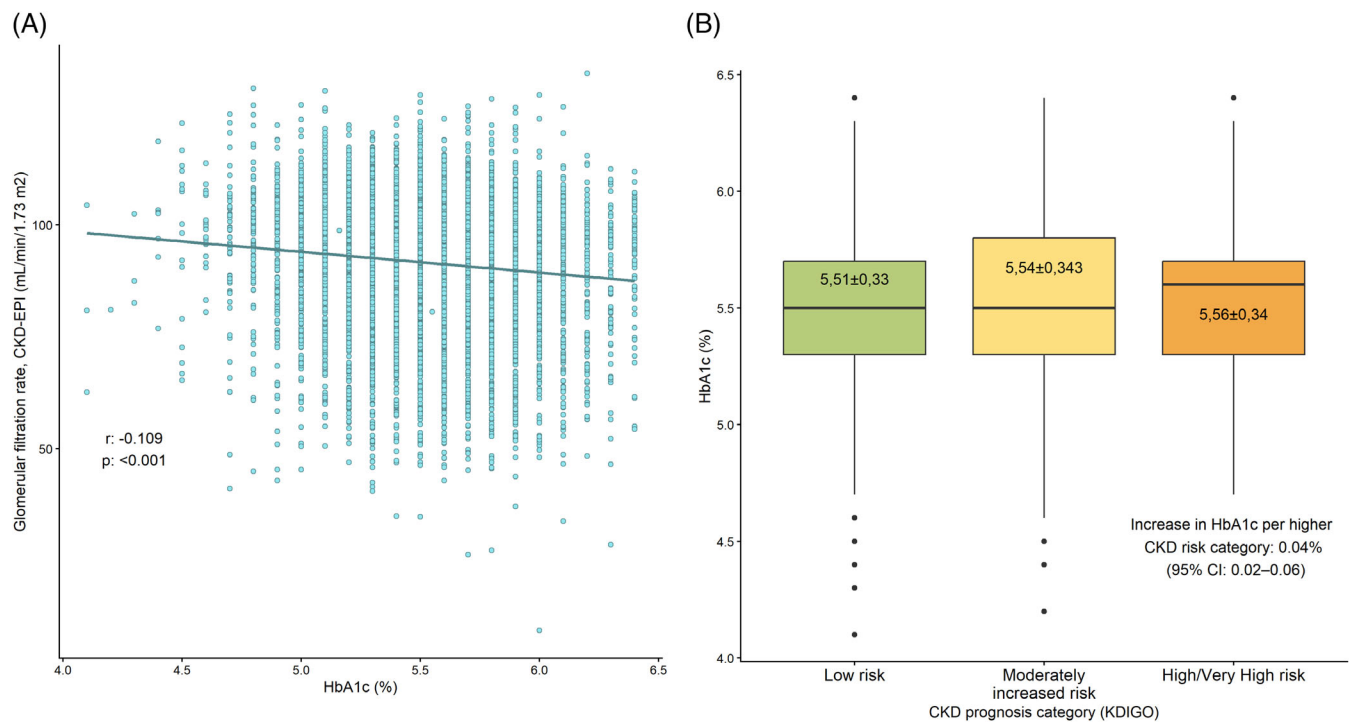 (A)
Glomerular filtration rate, CKD-EPI (mL/min/1.73 m2)
100
50
r: -0.109
p: <0.001
4.0 4.5 5.0 5.5 6.0 6.5
HbA1c (%)
(B)
HbA1c (%)
6.5
6.0
5.5
5.0
4.5
4.0
5,51±0,33
5,54±0,343
5,56±0,34
Increase in HbA1c per higher
CKD risk category: 0.04%
(95% CI: 0.02–0.06)
Low risk
Moderately
increased risk
High/Very High risk
CKD prognosis category (KDIGO)